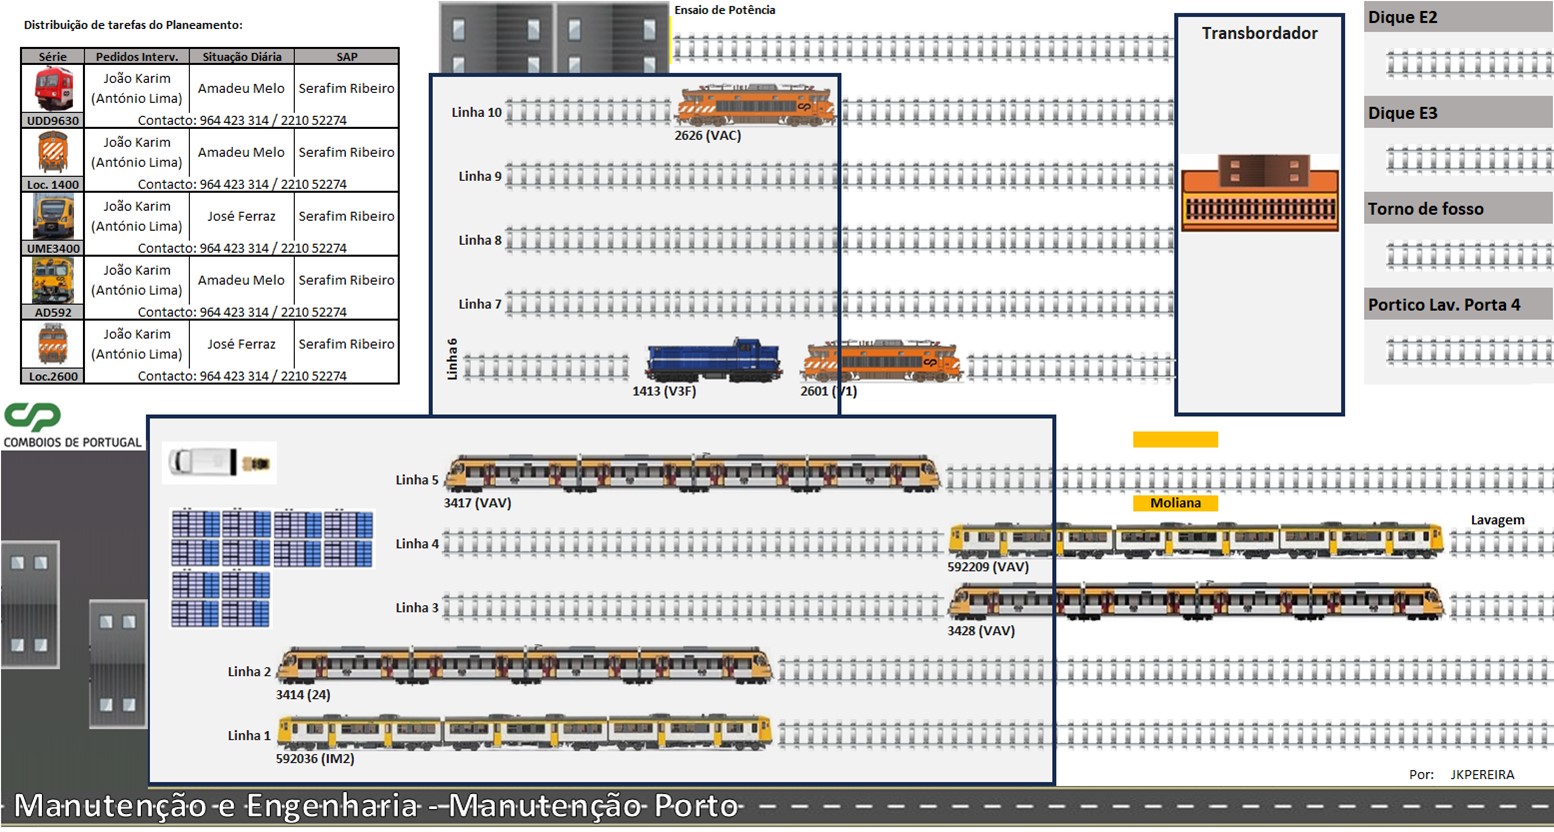 Distribuição de tarefas do Planeamento:
Série Pedidos Interv. Situação Diária SAP
João Karim
(António Lima) Amadeu Melo Serafim Ribeiro
UDD9630 Contacto: 964 423 314 / 2210 52274
João Karim
(António Lima) Amadeu Melo Serafim Ribeiro
Loc. 1400 Contacto: 964 423 314 / 2210 52274
João Karim
(António Lima) José Ferraz Serafim Ribeiro
UME3400 Contacto: 964 423 314 / 2210 52274
João Karim
(António Lima) Amadeu Melo Serafim Ribeiro
AD592 Contacto: 964 423 314 / 2210 52274
João Karim
(António Lima) José Ferraz Serafim Ribeiro
Loc.2600 Contacto: 964 423 314 / 2210 52274
CP
COMBOIOS DE PORTUGAL
Ensaio de Potência
Linha 10
2626 (VAC)
Linha 9
Linha 8
Linha 7
Linha 6
1413 (V3F)
2601 (V1)
Transbordador
Dique E2
Dique E3
Torno de fosso
Portico Lav. Porta 4
Linha 5
3417 (VAV)
Moliana
Lavagem
Linha 4
592209 (VAV)
Linha 3
3428 (VAV)
Linha 2
3414 (24)
Linha 1
592036 (IM2)
Por: JKPEREIRA
Manutenção e Engenharia - Manutenção Porto